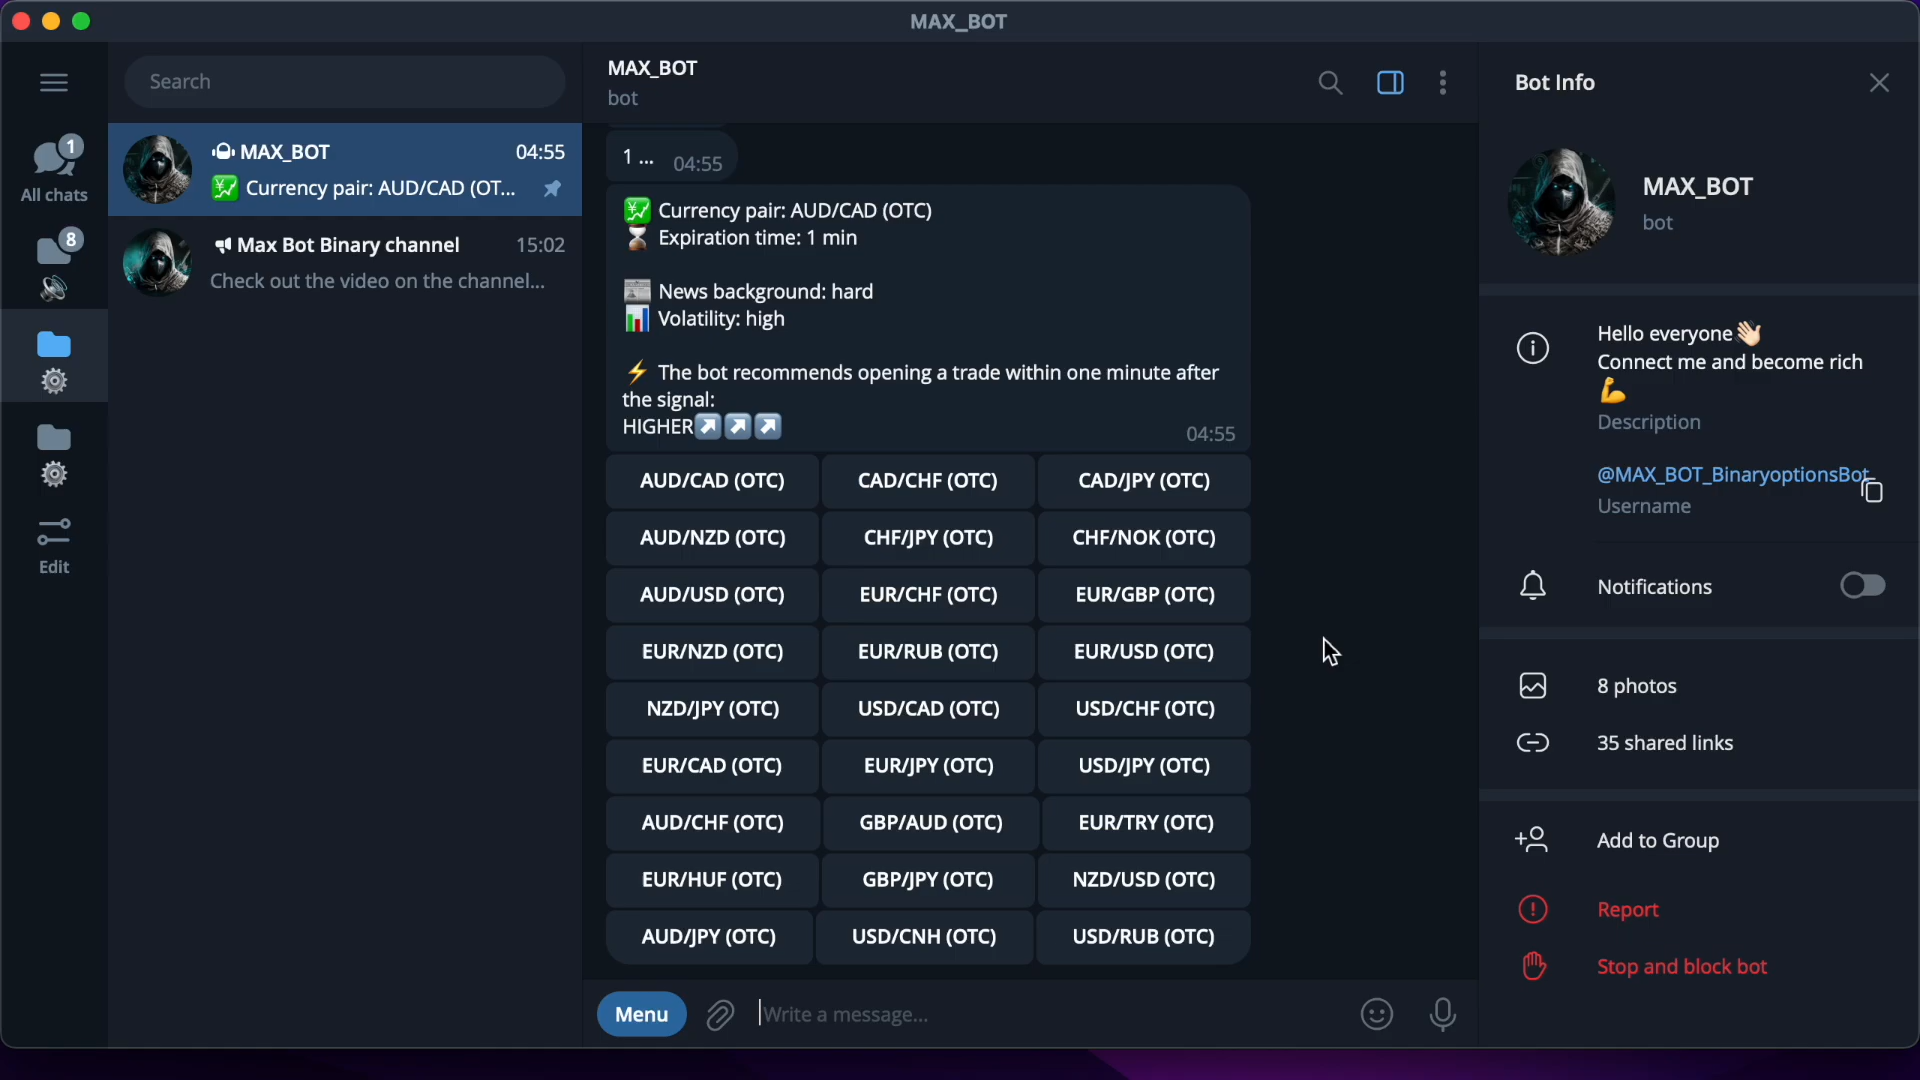 MAX_BOT
Search
1
All chats
8
Edit
MAX_BOT
04:55
Currency pair: AUD/CAD (OT...
Max Bot Binary channel
15:02
Check out the video on the channel...
MAX_BOT
bot
1 ...
04:55
Currency pair: AUD/CAD (OTC)
Expiration time: 1 min
News background: hard
Volatility: high
The bot recommends opening a trade within one minute after
the signal:
HIGHER
04:55
AUD/CAD (OTC)
CAD/CHF (OTC)
CAD/JPY (OTC)
AUD/NZD (OTC)
CHF/JPY (OTC)
CHF/NOK (OTC)
AUD/USD (OTC)
EUR/CHF (OTC)
EUR/GBP (OTC)
EUR/NZD (OTC)
EUR/RUB (OTC)
EUR/USD (OTC)
NZD/JPY (OTC)
USD/CAD (OTC)
USD/CHF (OTC)
EUR/CAD (OTC)
EUR/JPY (OTC)
USD/JPY (OTC)
AUD/CHF (OTC)
GBP/AUD (OTC)
EUR/TRY (OTC)
EUR/HUF (OTC)
GBP/JPY (OTC)
NZD/USD (OTC)
AUD/JPY (OTC)
USD/CNH (OTC)
USD/RUB (OTC)
Menu
Write a message...
Bot Info
MAX_BOT
bot
Hello everyone
Connect me and become rich
Description
@MAX_BOT_BinaryoptionsBot
Username
Notifications
8 photos
35 shared links
Add to Group
Report
Stop and block bot